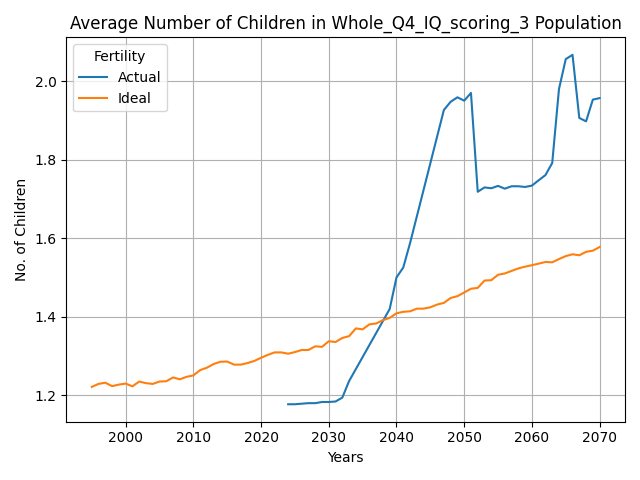 Average Number of Children in Whole_Q4_IQ_scoring_3 Population
Fertility
Actual
Ideal
No. of Children
2.0
1.8
1.6
1.4
1.2
2000 2010 2020 2030 2040 2050 2060 2070
Years